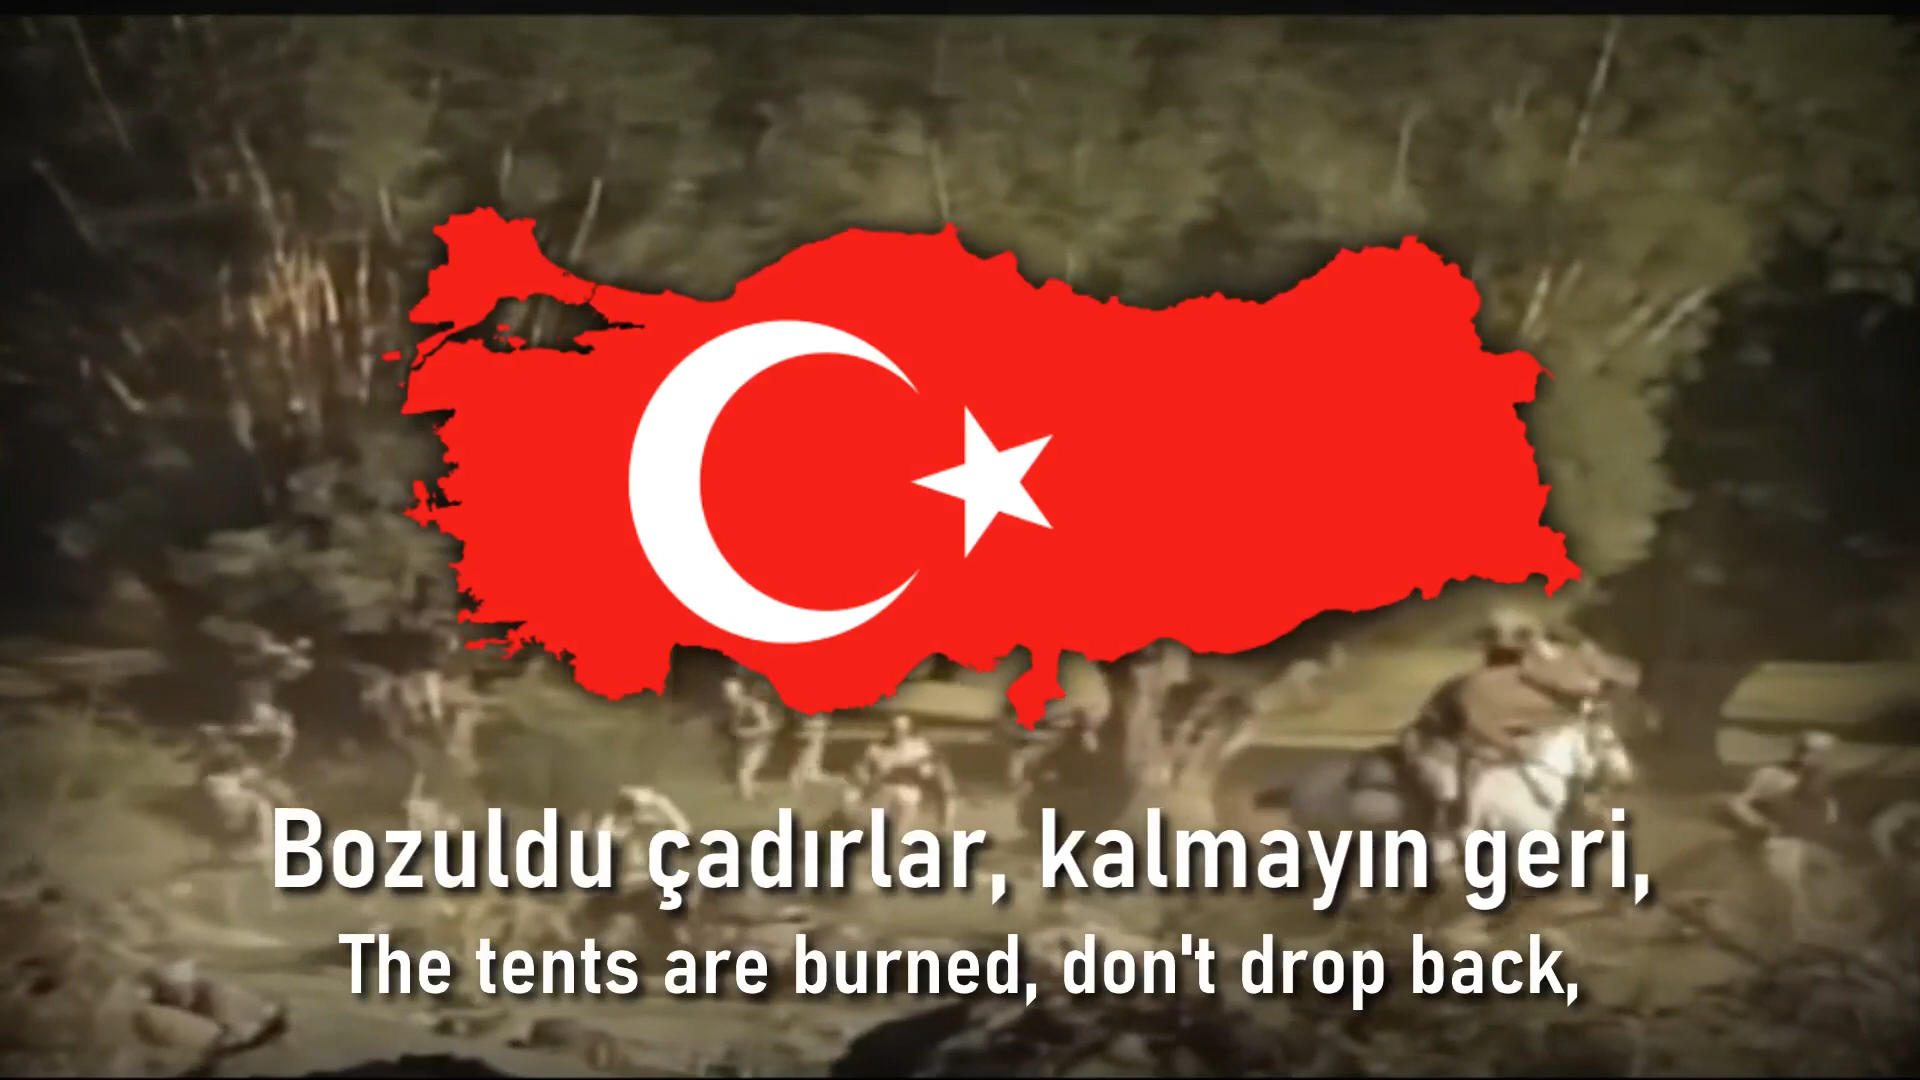 Bozuldu çadırlar, kalmayın geri,
The tents are burned, don't drop back,